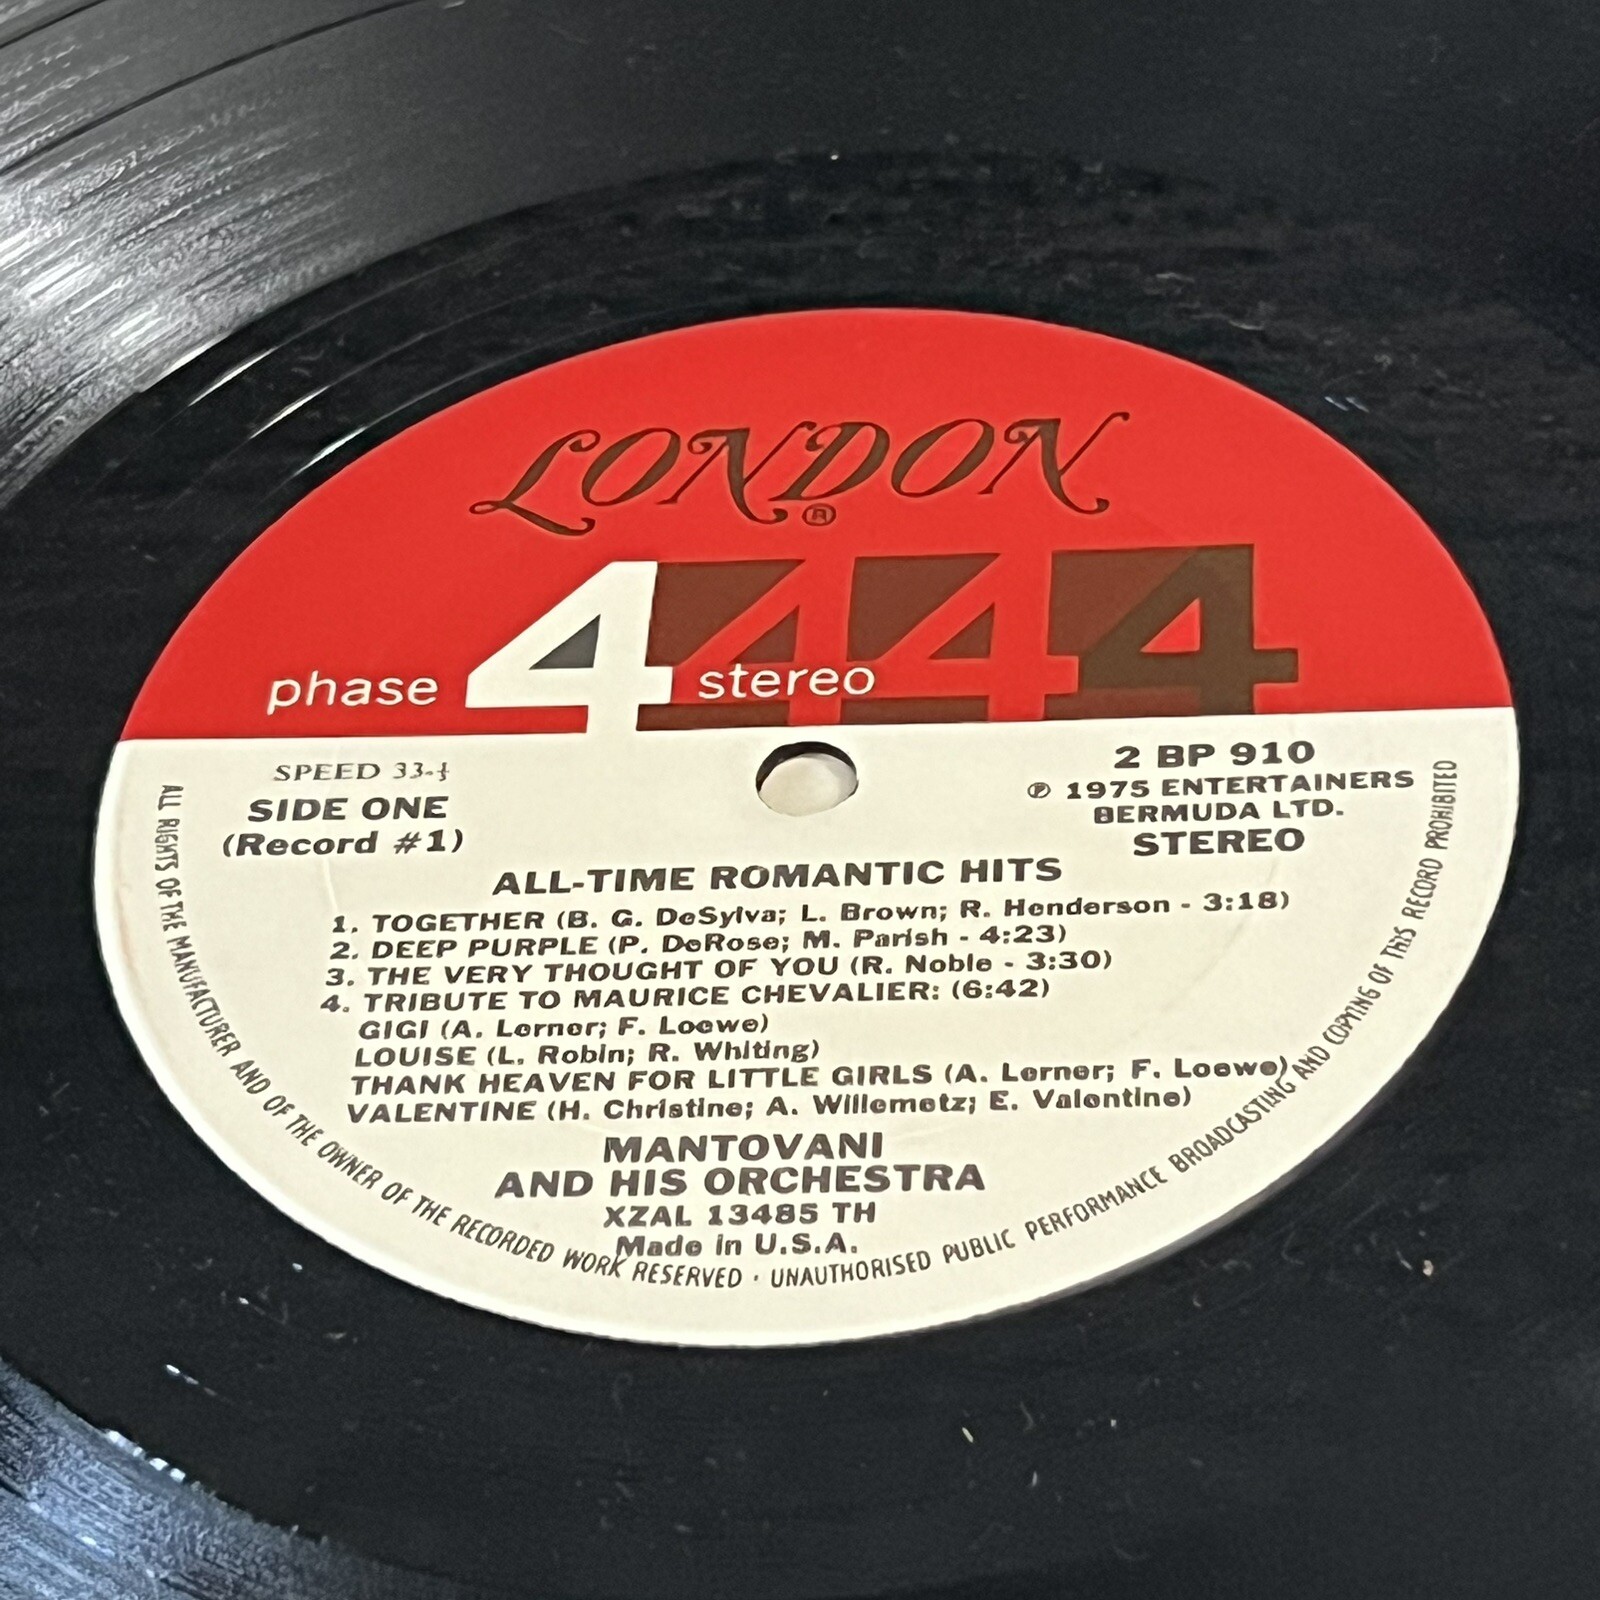 LONDON
®
phase 4 stereo
SPEED 33-⅓
SIDE ONE
(Record #1)
2 BP 910
℗ 1975 ENTERTAINERS
BERMUDA LTD.
STEREO
ALL-TIME ROMANTIC HITS
1. TOGETHER (B. G. DeSylva; L. Brown; R. Henderson - 3:18)
2. DEEP PURPLE (P. DeRose; M. Parish - 4:23)
3. THE VERY THOUGHT OF YOU (R. Noble - 3:30)
4. TRIBUTE TO MAURICE CHEVALIER: (6:42)
GIGI (A. Lerner; F. Loewe)
LOUISE (L. Robin; R. Whiting)
THANK HEAVEN FOR LITTLE GIRLS (A. Lerner; F. Loewe)
VALENTINE (H. Christine; A. Willemetz; E. Valentine)
MANTOVANI
AND HIS ORCHESTRA
XZAL 13485 TH
Made in U.S.A.
ALL RIGHTS OF THE MANUFACTURER AND OF THE OWNER OF THE RECORDED WORK RESERVED · UNAUTHORISED PUBLIC PERFORMANCE BROADCASTING AND COPYING OF THIS RECORD PROHIBITED